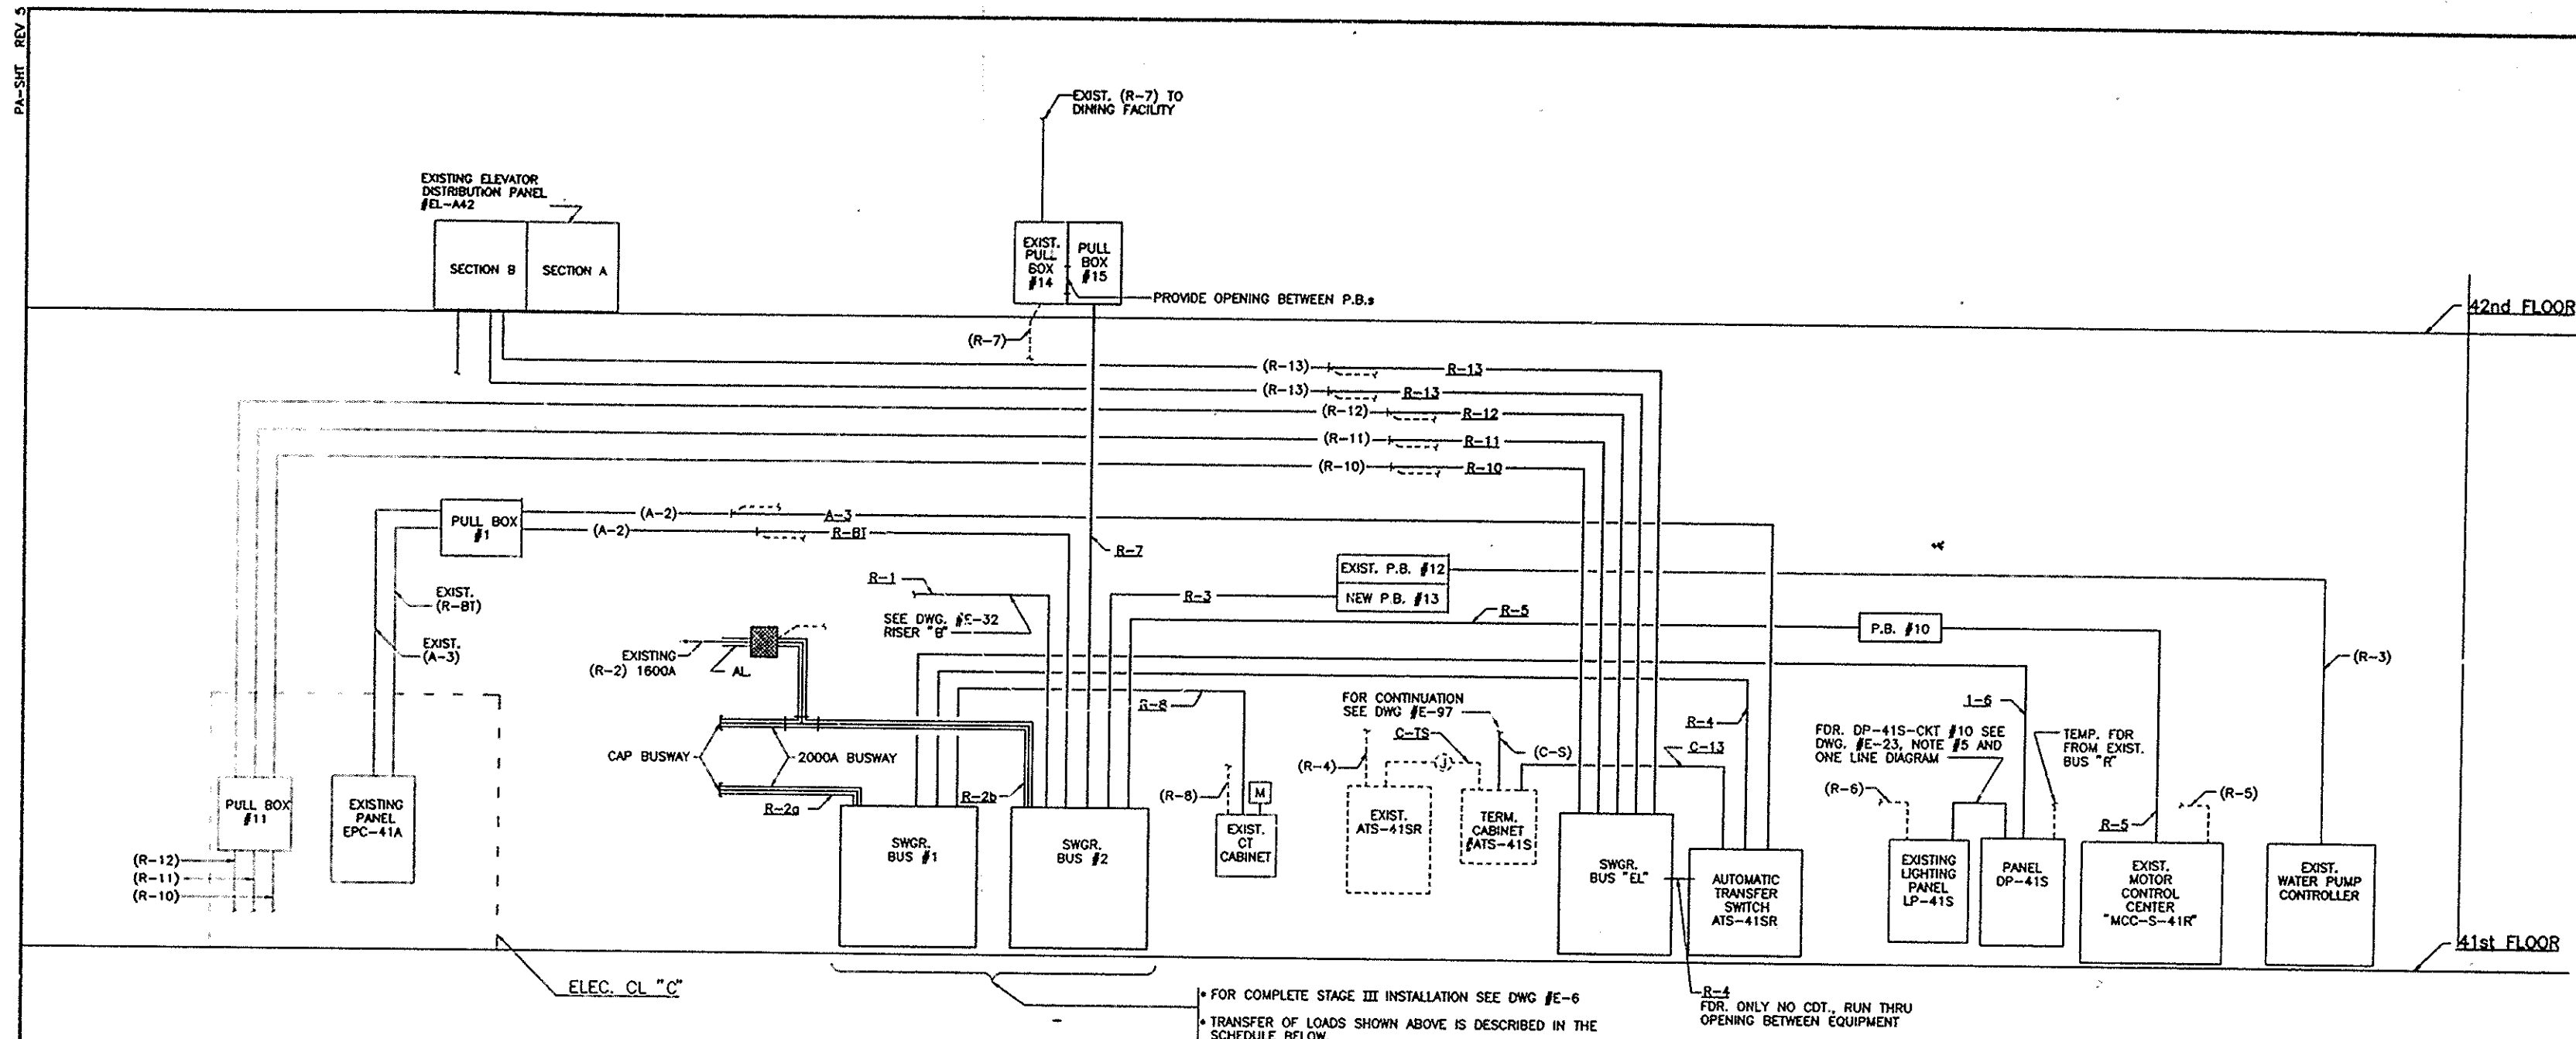 PA-SHT REV 5
EXIST. (R-7) TO
DINING FACILITY
EXISTING ELEVATOR
DISTRIBUTION PANEL
#EL-A42
SECTION B
SECTION A
EXIST.
PULL
BOX
#14
PULL
BOX
#15
PROVIDE OPENING BETWEEN P.B.s
42nd FLOOR
(R-7)
(R-13)
R-13
(R-13)
R-13
(R-12)
R-12
(R-11)
R-11
(R-10)
R-10
PULL BOX
#1
(A-2)
A-3
(A-2)
R-BT
R-7
EXIST.
(R-BT)
EXIST.
(A-3)
R-1
SEE DWG. #E-32
RISER "B"
R-3
EXIST. P.B. #12
NEW P.B. #13
R-5
P.B. #10
(R-3)
EXISTING
(R-2) 1600A
AL.
R-8
FOR CONTINUATION
SEE DWG #E-97
C-TS
(C-S)
J
R-4
C-13
1-6
FDR. DP-41S-CKT #10 SEE
DWG. #E-23, NOTE #5 AND
ONE LINE DIAGRAM
TEMP. FDR
FROM EXIST.
BUS "R"
CAP BUSWAY
2000A BUSWAY
R-2a
R-2b
(R-8)
M
(R-4)
(R-6)
R-5
(R-5)
PULL BOX
#11
EXISTING
PANEL
EPC-41A
SWGR.
BUS #1
SWGR.
BUS #2
EXIST.
CT
CABINET
EXIST.
ATS-41SR
TERM.
CABINET
#ATS-41S
SWGR.
BUS "EL"
AUTOMATIC
TRANSFER
SWITCH
ATS-41SR
EXISTING
LIGHTING
PANEL
LP-41S
PANEL
DP-41S
EXIST.
MOTOR
CONTROL
CENTER
"MCC-S-41R"
EXIST.
WATER PUMP
CONTROLLER
(R-12)
(R-11)
(R-10)
41st FLOOR
ELEC. CL "C"
• FOR COMPLETE STAGE III INSTALLATION SEE DWG #E-6
• TRANSFER OF LOADS SHOWN ABOVE IS DESCRIBED IN THE
SCHEDULE BELOW
R-4
FDR. ONLY NO CDT., RUN THRU
OPENING BETWEEN EQUIPMENT